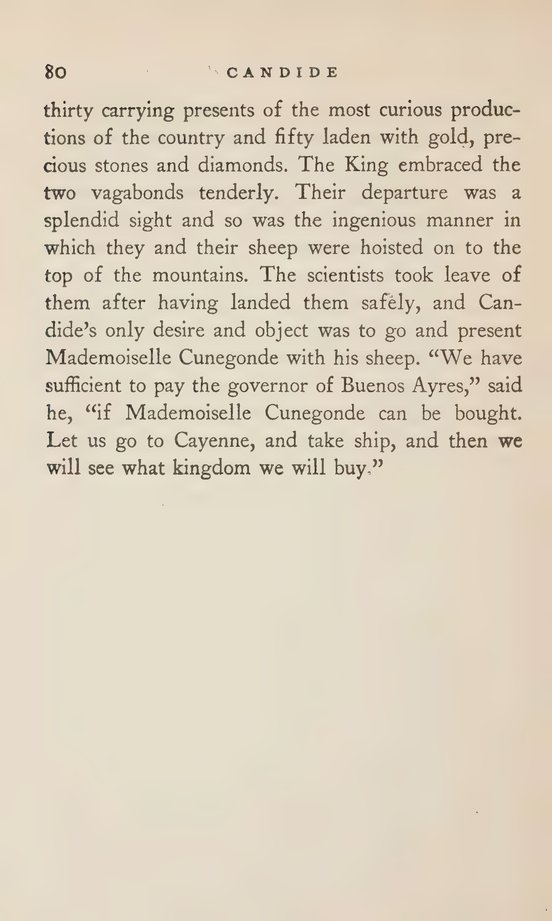 80 CANDIDE
thirty carrying presents of the most curious produc-
tions of the country and fifty laden with gold, pre-
cious stones and diamonds. The King embraced the
two vagabonds tenderly. Their departure was a
splendid sight and so was the ingenious manner in
which they and their sheep were hoisted on to the
top of the mountains. The scientists took leave of
them after having landed them safely, and Can-
dide’s only desire and object was to go and present
Mademoiselle Cunegonde with his sheep. “We have
sufficient to pay the governor of Buenos Ayres,” said
he, “if Mademoiselle Cunegonde can be bought.
Let us go to Cayenne, and take ship, and then we
will see what kingdom we will buy.”